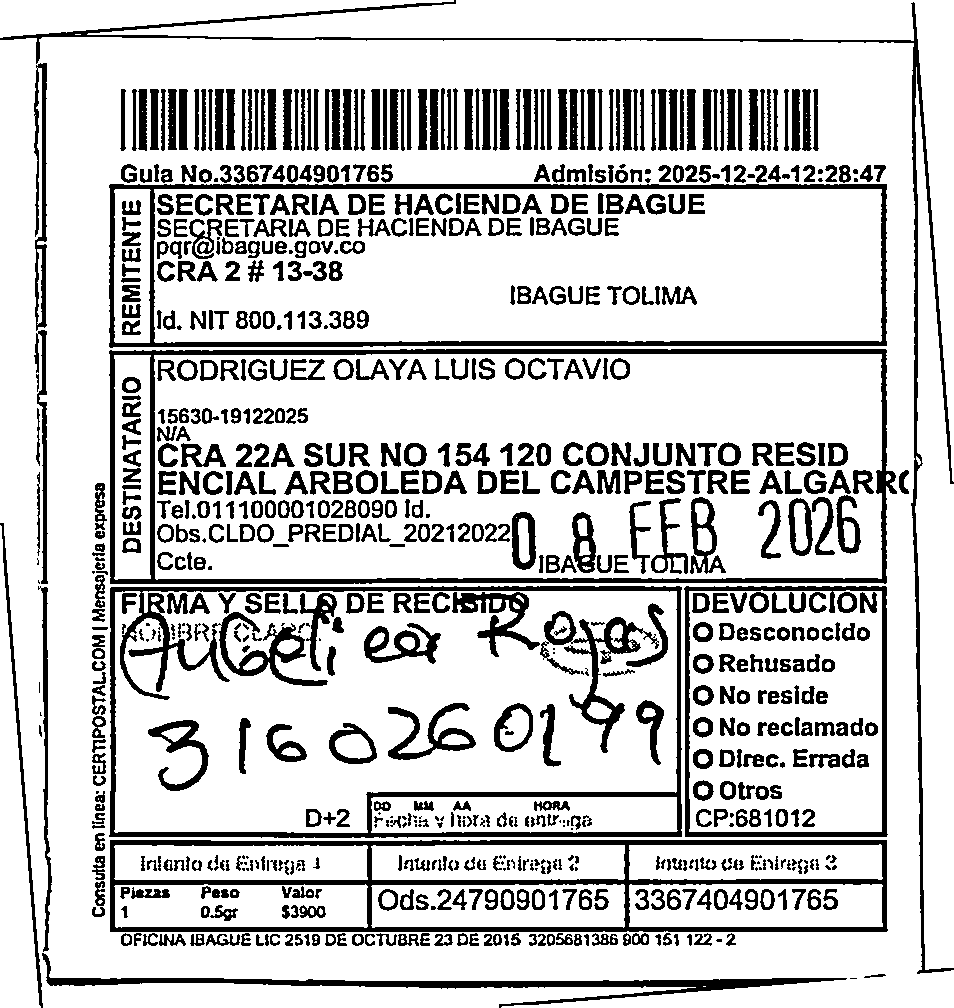 Guia No.3367404901765 Admisión: 2025-12-24-12:28:47
REMITENTE
SECRETARIA DE HACIENDA DE IBAGUE
SECRETARIA DE HACIENDA DE IBAGUE
pqr@ibague.gov.co
CRA 2 # 13-38
IBAGUE TOLIMA
Id. NIT 800.113.389
DESTINATARIO
RODRIGUEZ OLAYA LUIS OCTAVIO
15630-19122025
N/A
CRA 22A SUR NO 154 120 CONJUNTO RESID
ENCIAL ARBOLEDA DEL CAMPESTRE ALGARRO
Tel.011100001028090 Id.
Obs.CLDO_PREDIAL_20212022
08 FEB 2026
Ccte. IBAGUE TOLIMA
FIRMA Y SELLO DE RECIBIDO
NOMBRE CLARO
Angelica Rojas
3160260199
D+2
DD MM AA HORA
Fecha y hora de entrega
DEVOLUCIÓN
Desconocido
Rehusado
No reside
No reclamado
Direc. Errada
Otros
CP:681012
Intento de Entrega 1 Intento de Entrega 2 Intento de Entrega 3
Piezas Peso Valor
1 0.5gr $3900
Ods.24790901765 3367404901765
OFICINA IBAGUE LIC 2519 DE OCTUBRE 23 DE 2015 3205681386 900 151 122 - 2
Consulta en línea: CERTIPOSTAL.COM | Mensajería expresa